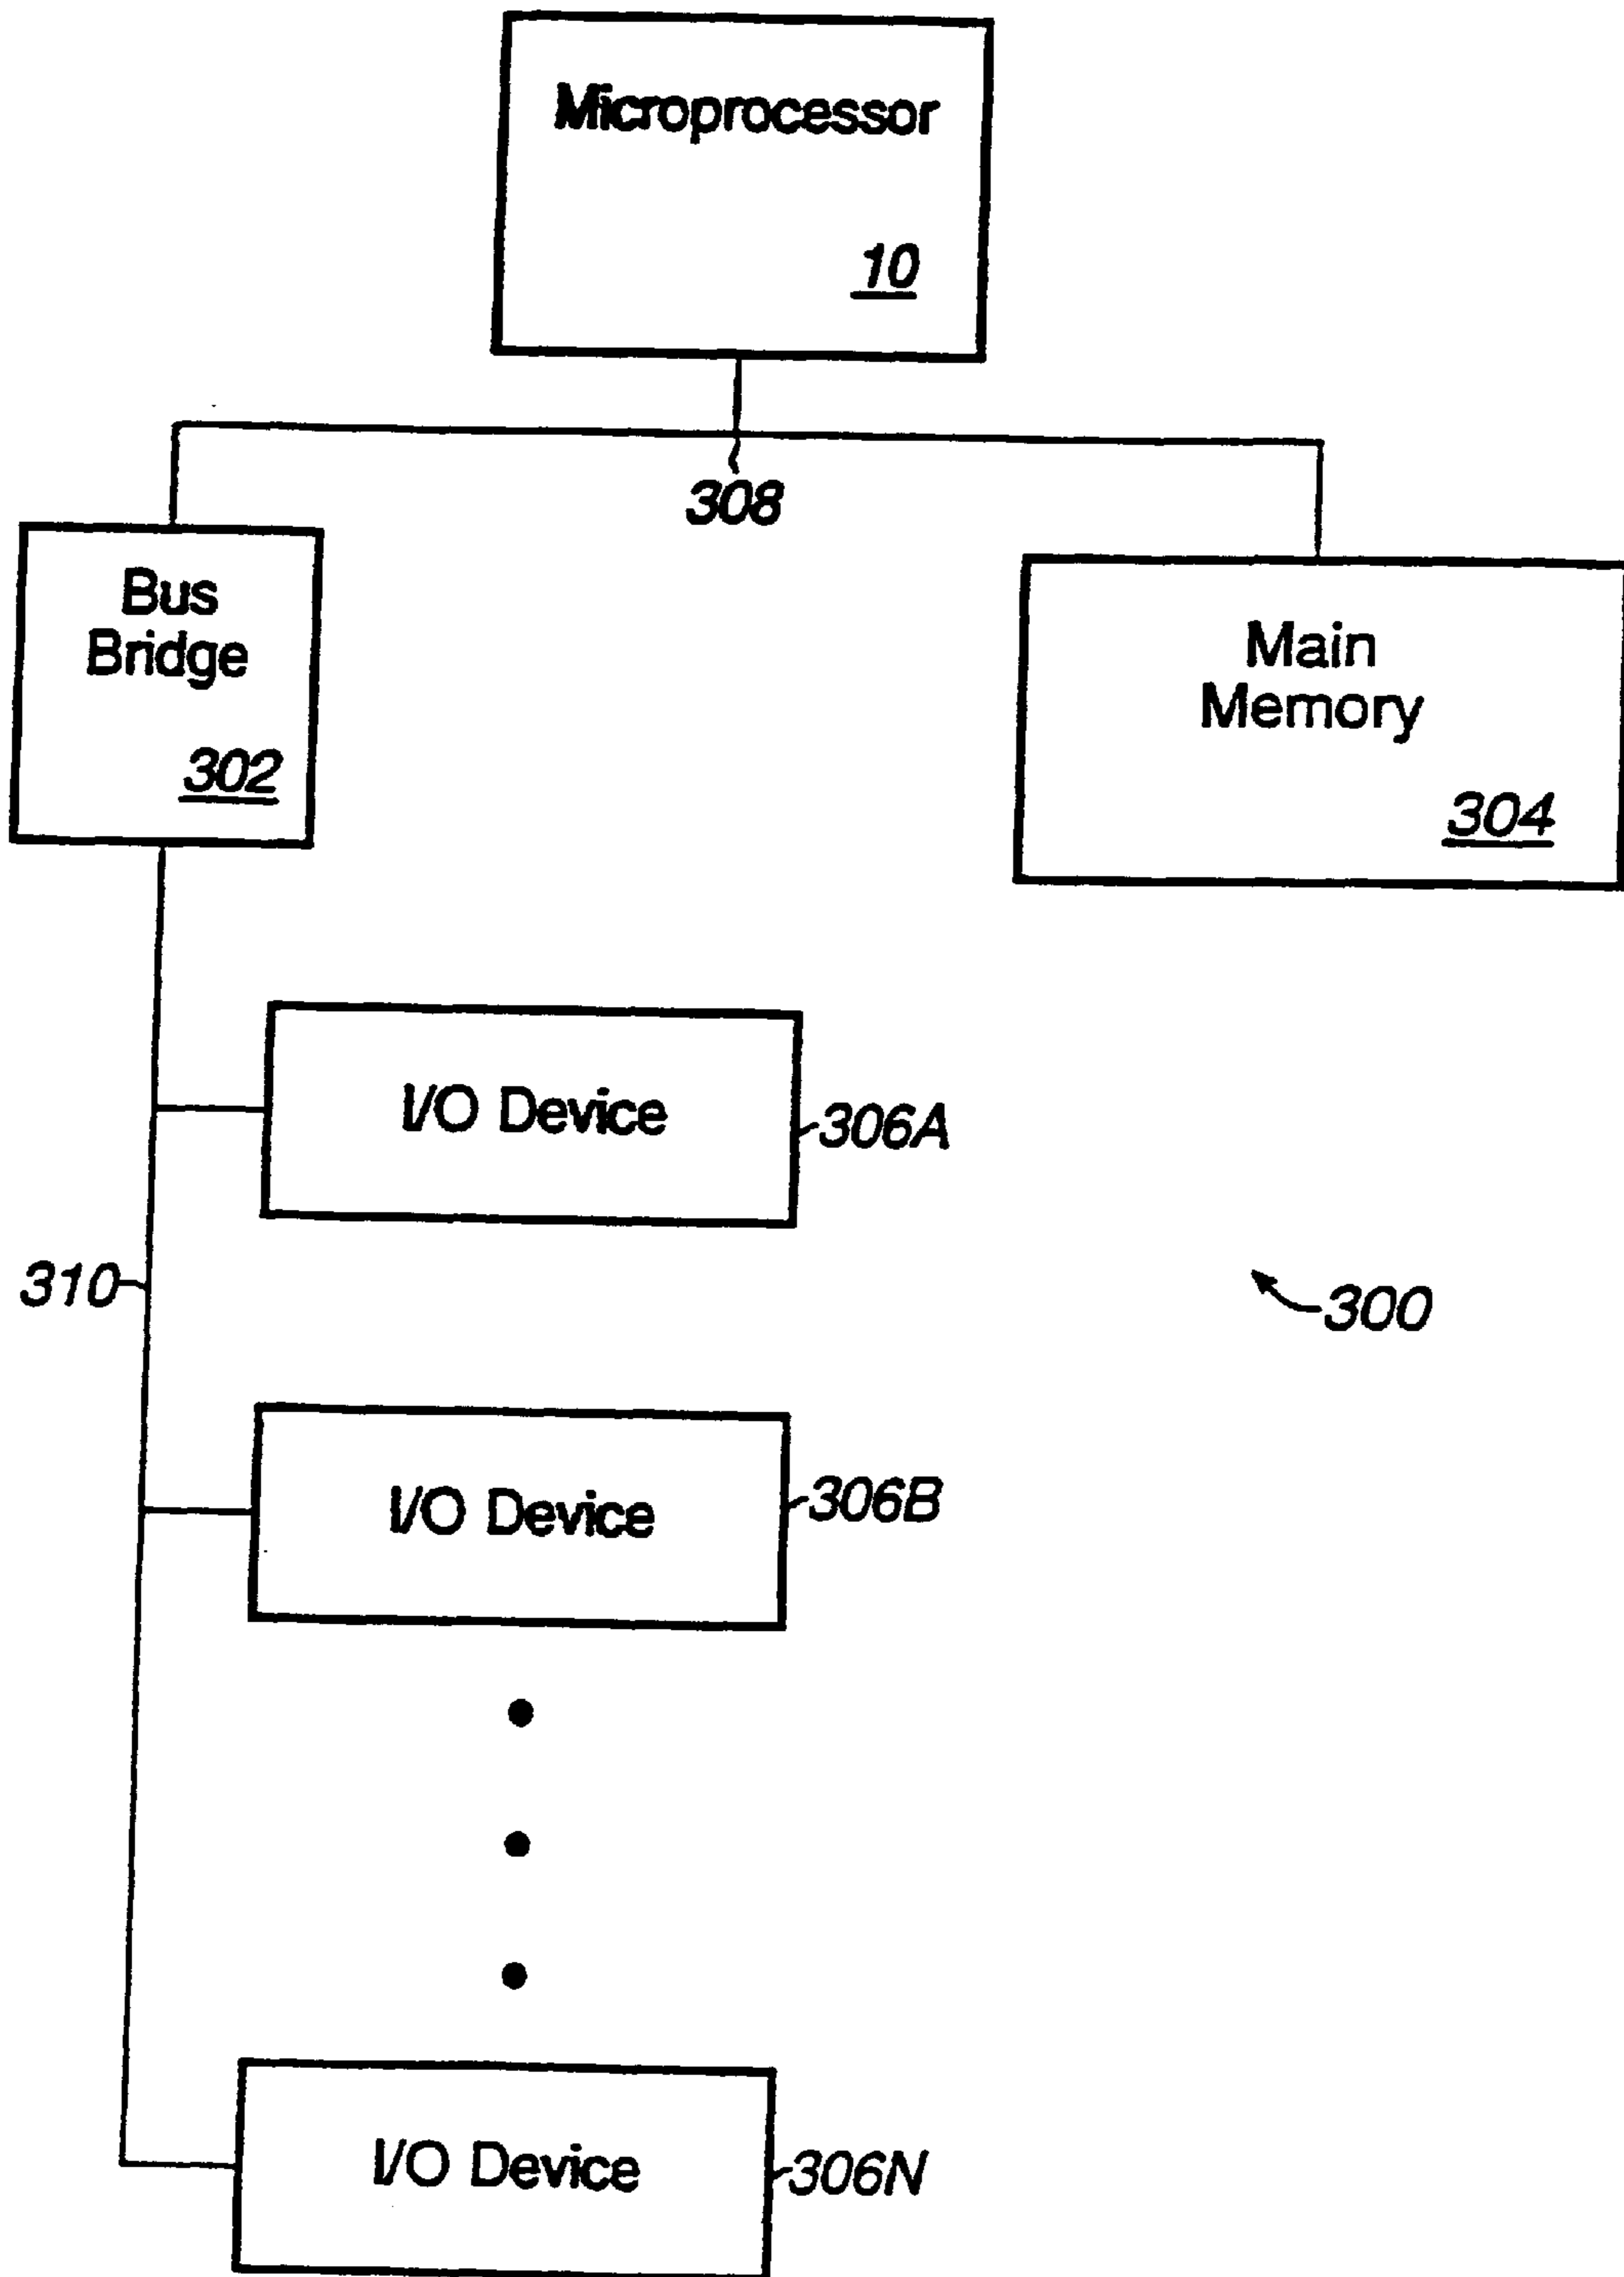 Microprocessor
10
308
Bus
Bridge
302
Main
Memory
304
I/O Device
306A
310
300
I/O Device
306B
I/O Device
306N